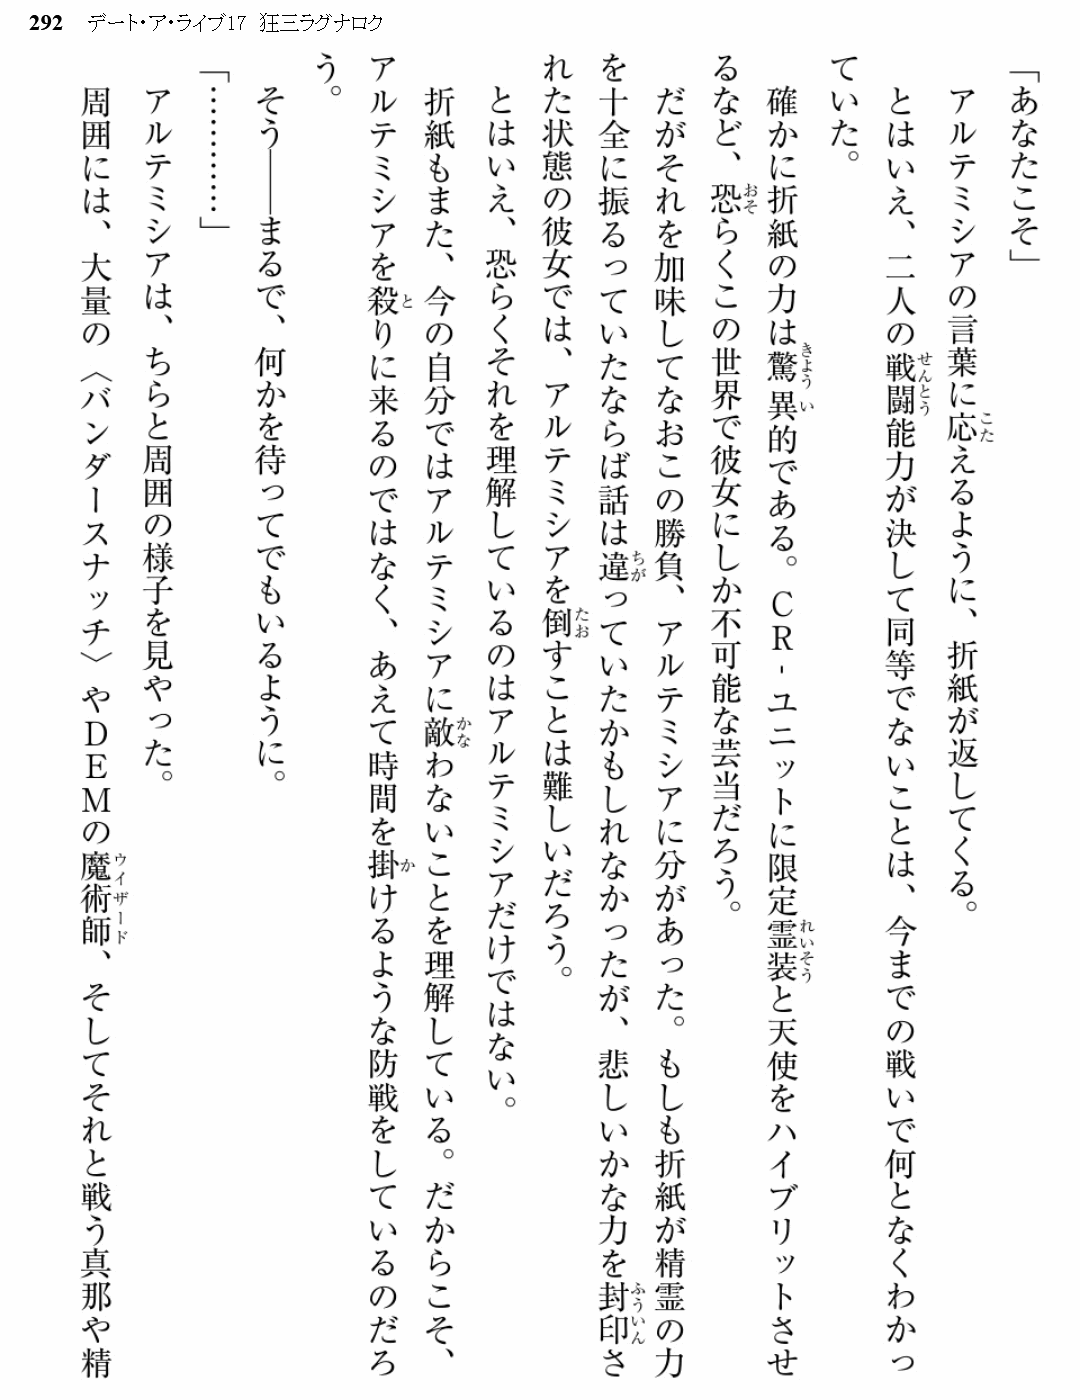 292 デート・ア・ライブ17 狂三ラグナロク
「あなたこそ」
アルテミシアの言葉に応えるように、折紙が返してくる。
とはいえ、二人の戦闘能力が決して同等でないことは、今までの戦いで何となくわかっ
ていた。
確かに折紙の力は驚異的である。CR-ユニットに限定霊装と天使をハイブリットさせ
るなど、恐らくこの世界で彼女にしか不可能な芸当だろう。
だがそれを加味してなおこの勝負、アルテミシアに分があった。もしも折紙が精霊の力
を十全に振るっていたならば話は違っていたかもしれなかったが、悲しいかな力を封印さ
れた状態の彼女では、アルテミシアを倒すことは難しいだろう。
とはいえ、恐らくそれを理解しているのはアルテミシアだけではない。
折紙もまた、今の自分ではアルテミシアに敵わないことを理解している。だからこそ、
アルテミシアを殺りに来るのではなく、あえて時間を掛けるような防戦をしているのだろ
う。
そう――まるで、何かを待ってでもいるように。
「…………」
アルテミシアは、ちらと周囲の様子を見やった。
周囲には、大量の〈バンダースナッチ〉やDEMの魔術師、そしてそれと戦う真那や精